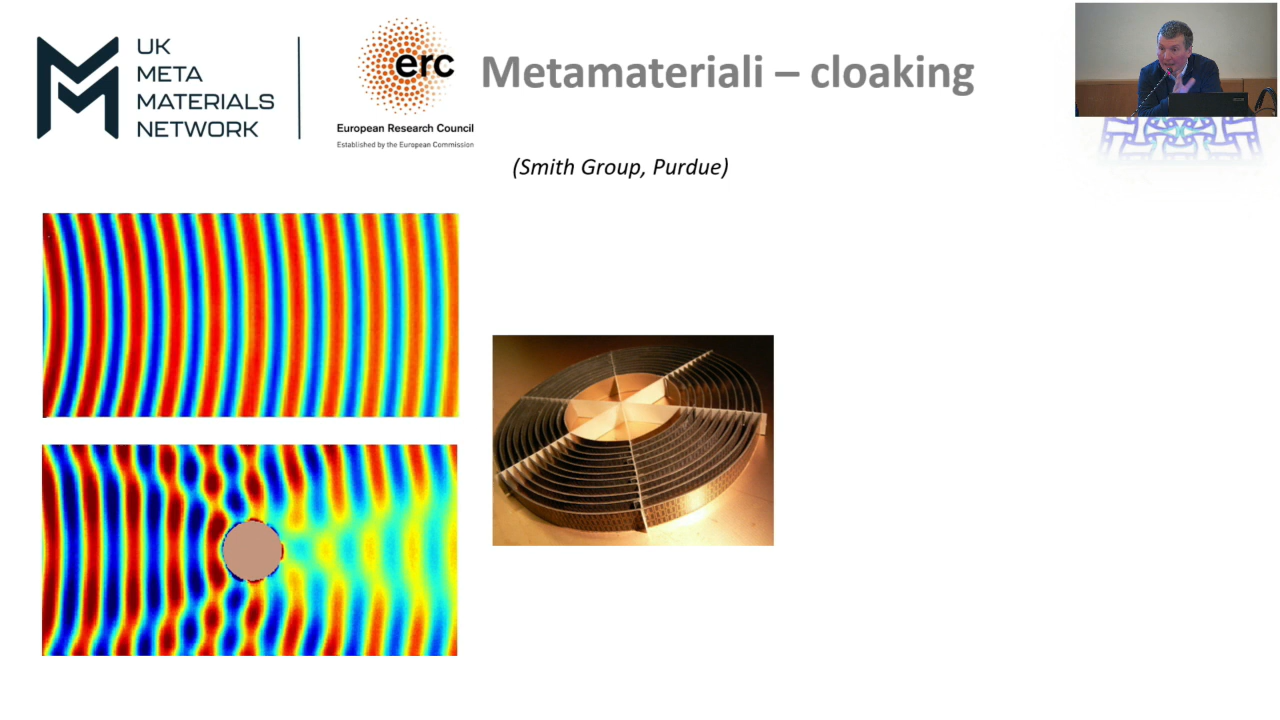 UK
META
MATERIALS
NETWORK
erc
European Research Council
Established by the European Commission
Metamateriali – cloaking
(Smith Group, Purdue)